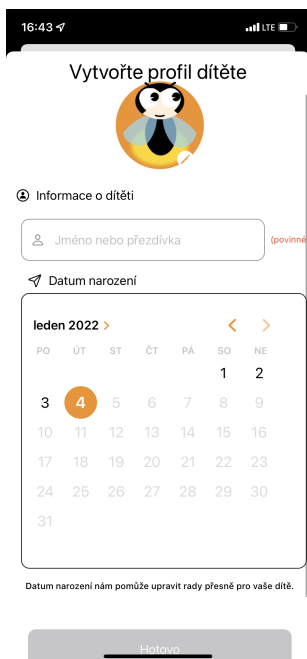 16:43
LTE
Vytvořte profil dítěte
Informace o dítěti
Jméno nebo přezdívka
(povinné
Datum narození
leden 2022
PO ÚT ST ČT PÁ SO NE
1 2
3 4 5 6 7 8 9
10 11 12 13 14 15 16
17 18 19 20 21 22 23
24 25 26 27 28 29 30
31
Datum narození nám pomůže upravit rady přesně pro vaše dítě.
Hotovo